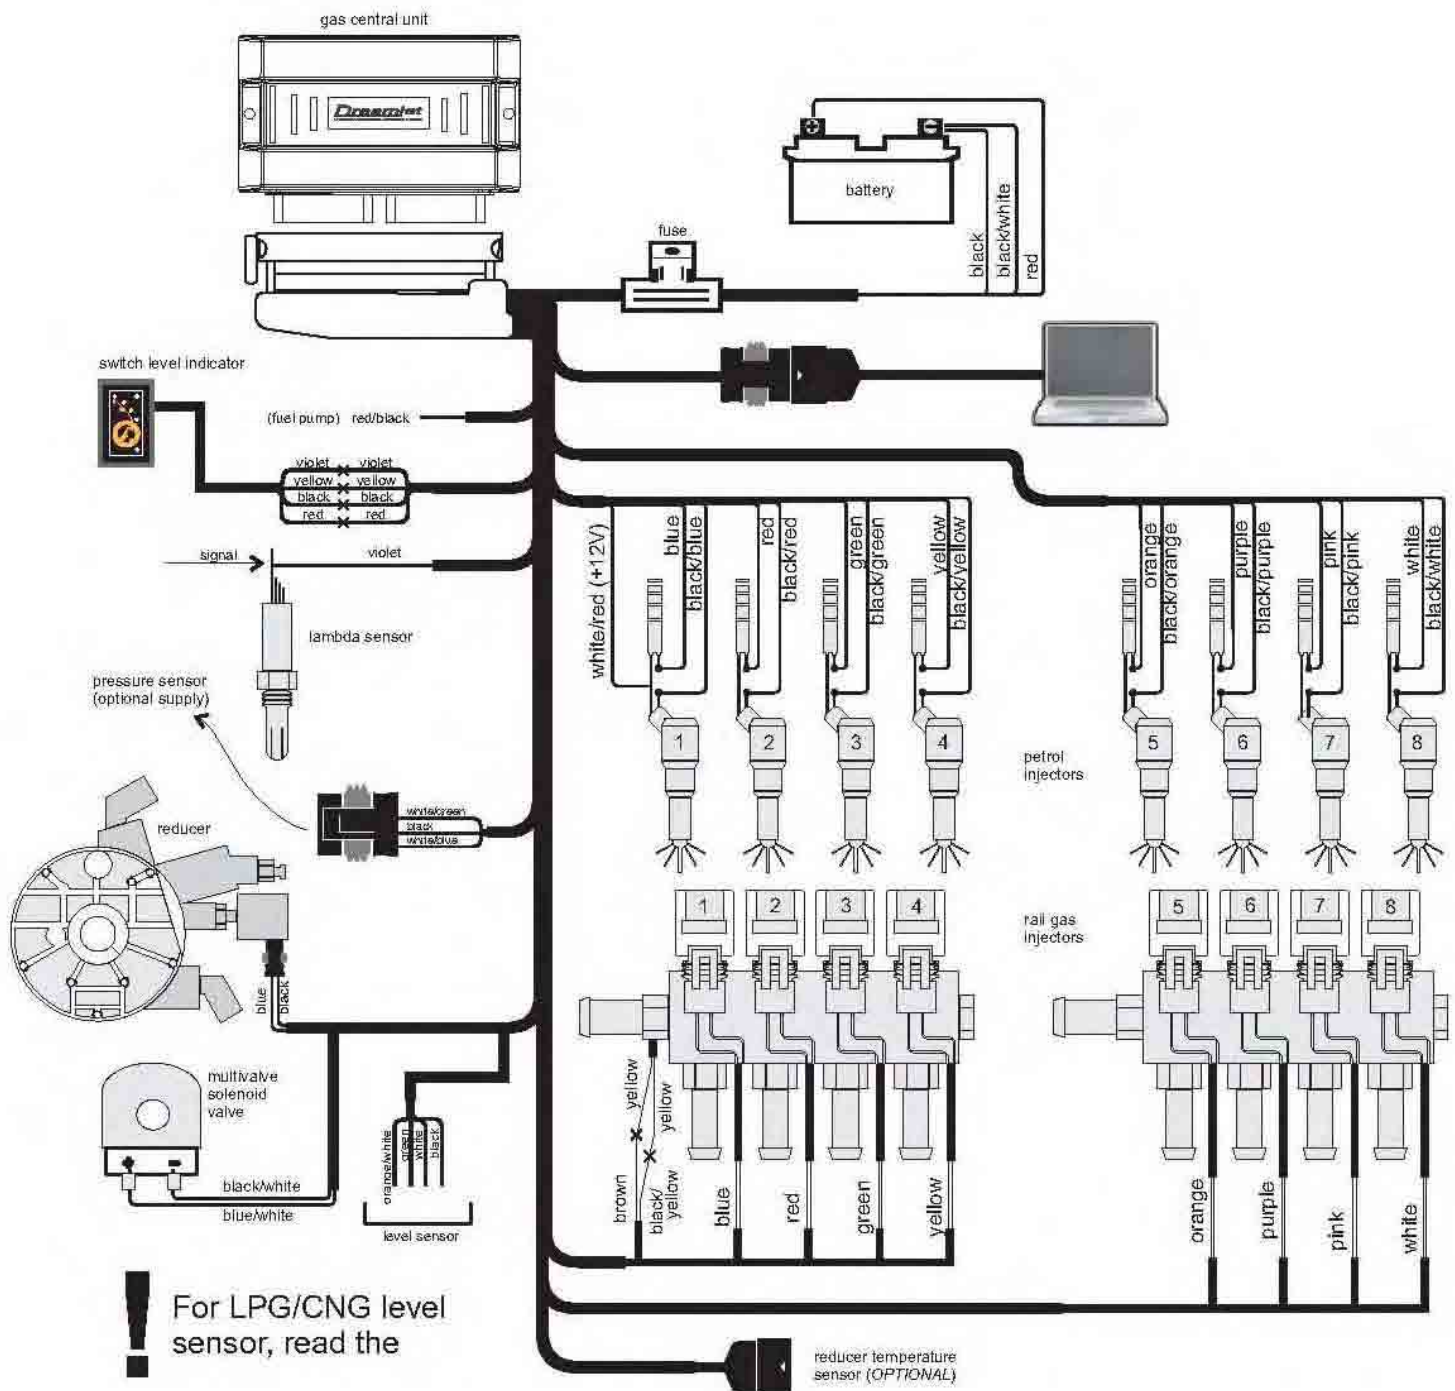 gas central unit
Dream
battery
black
black/white
red
fuse
switch level indicator
(fuel pump) red/black
violet violet
yellow yellow
black black
red red
signal
violet
lambda sensor
pressure sensor
(optional supply)
white/green
black
white/blue
reducer
blue
black
multivalve
solenoid
valve
black/white
blue/white
orange/white
green
white
black
level sensor
white/red (+12V)
blue
black/blue
red
black/red
green
black/green
yellow
black/yellow
orange
black/orange
purple
black/purple
pink
black/pink
white
black/white
1 2 3 4
5 6 7 8
petrol
injectors
1 2 3 4
5 6 7 8
rail gas
injectors
yellow
yellow
brown
black/
yellow
blue
red
green
yellow
orange
purple
pink
white
For LPG/CNG level
sensor, read the
reducer temperature
sensor (OPTIONAL)